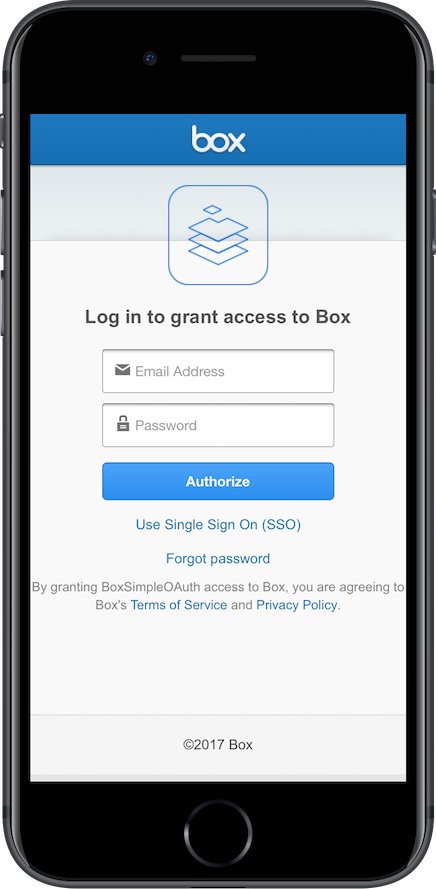 box
Log in to grant access to Box
Email Address
Password
Authorize
Use Single Sign On (SSO)
Forgot password
By granting BoxSimpleOAuth access to Box, you are agreeing to
Box's Terms of Service and Privacy Policy.
©2017 Box